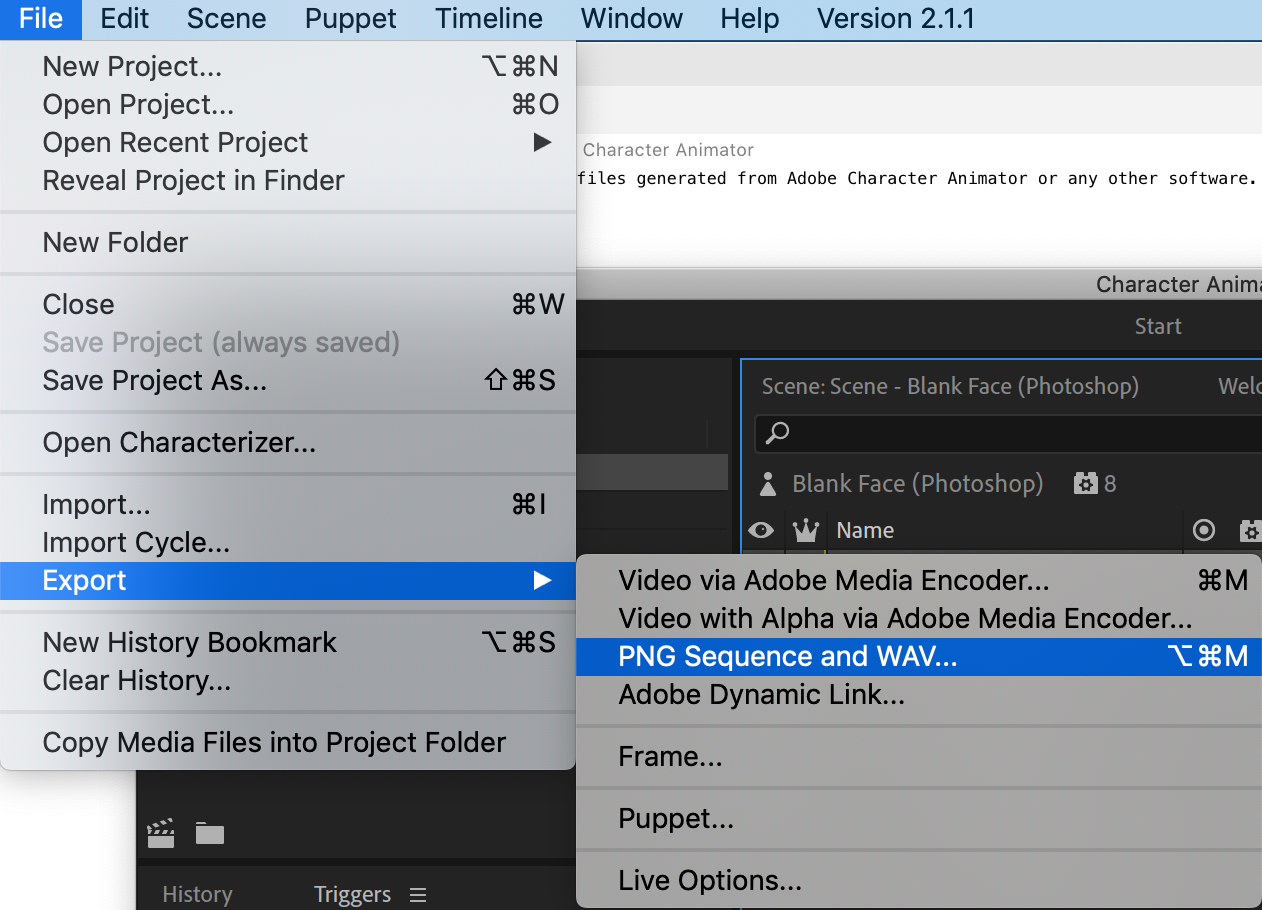 File Edit Scene Puppet Timeline Window Help Version 2.1.1
New Project... ⌥⌘N
Open Project... ⌘O
Open Recent Project ▶
Character Animator
Reveal Project in Finder
files generated from Adobe Character Animator or any other software.
New Folder
Character Anima
Close ⌘W
Start
Save Project (always saved)
Save Project As... ⇧⌘S
Scene: Scene - Blank Face (Photoshop) Welc
Open Characterizer...
Blank Face (Photoshop) 8
Import... ⌘I
Name
Import Cycle...
Export ▶
Video via Adobe Media Encoder... ⌘M
Video with Alpha via Adobe Media Encoder...
New History Bookmark ⌥⌘S
PNG Sequence and WAV... ⌥⌘M
Clear History...
Adobe Dynamic Link...
Copy Media Files into Project Folder
Frame...
Puppet...
Live Options...
History Triggers